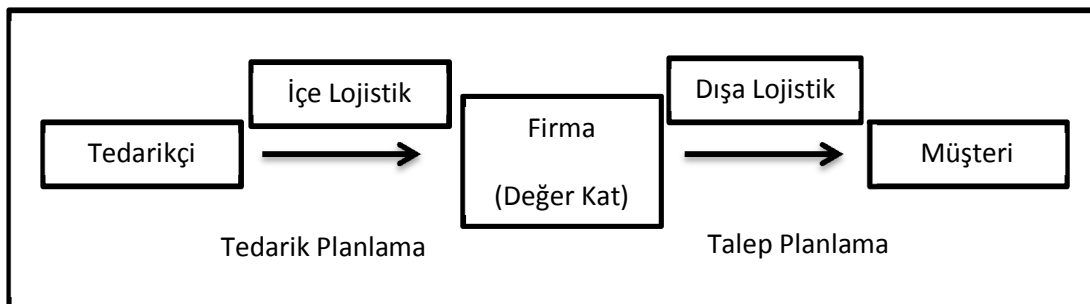 İçe Lojistik
Dışa Lojistik
Tedarikçi
Firma
(Değer Kat)
Müşteri
Tedarik Planlama
Talep Planlama